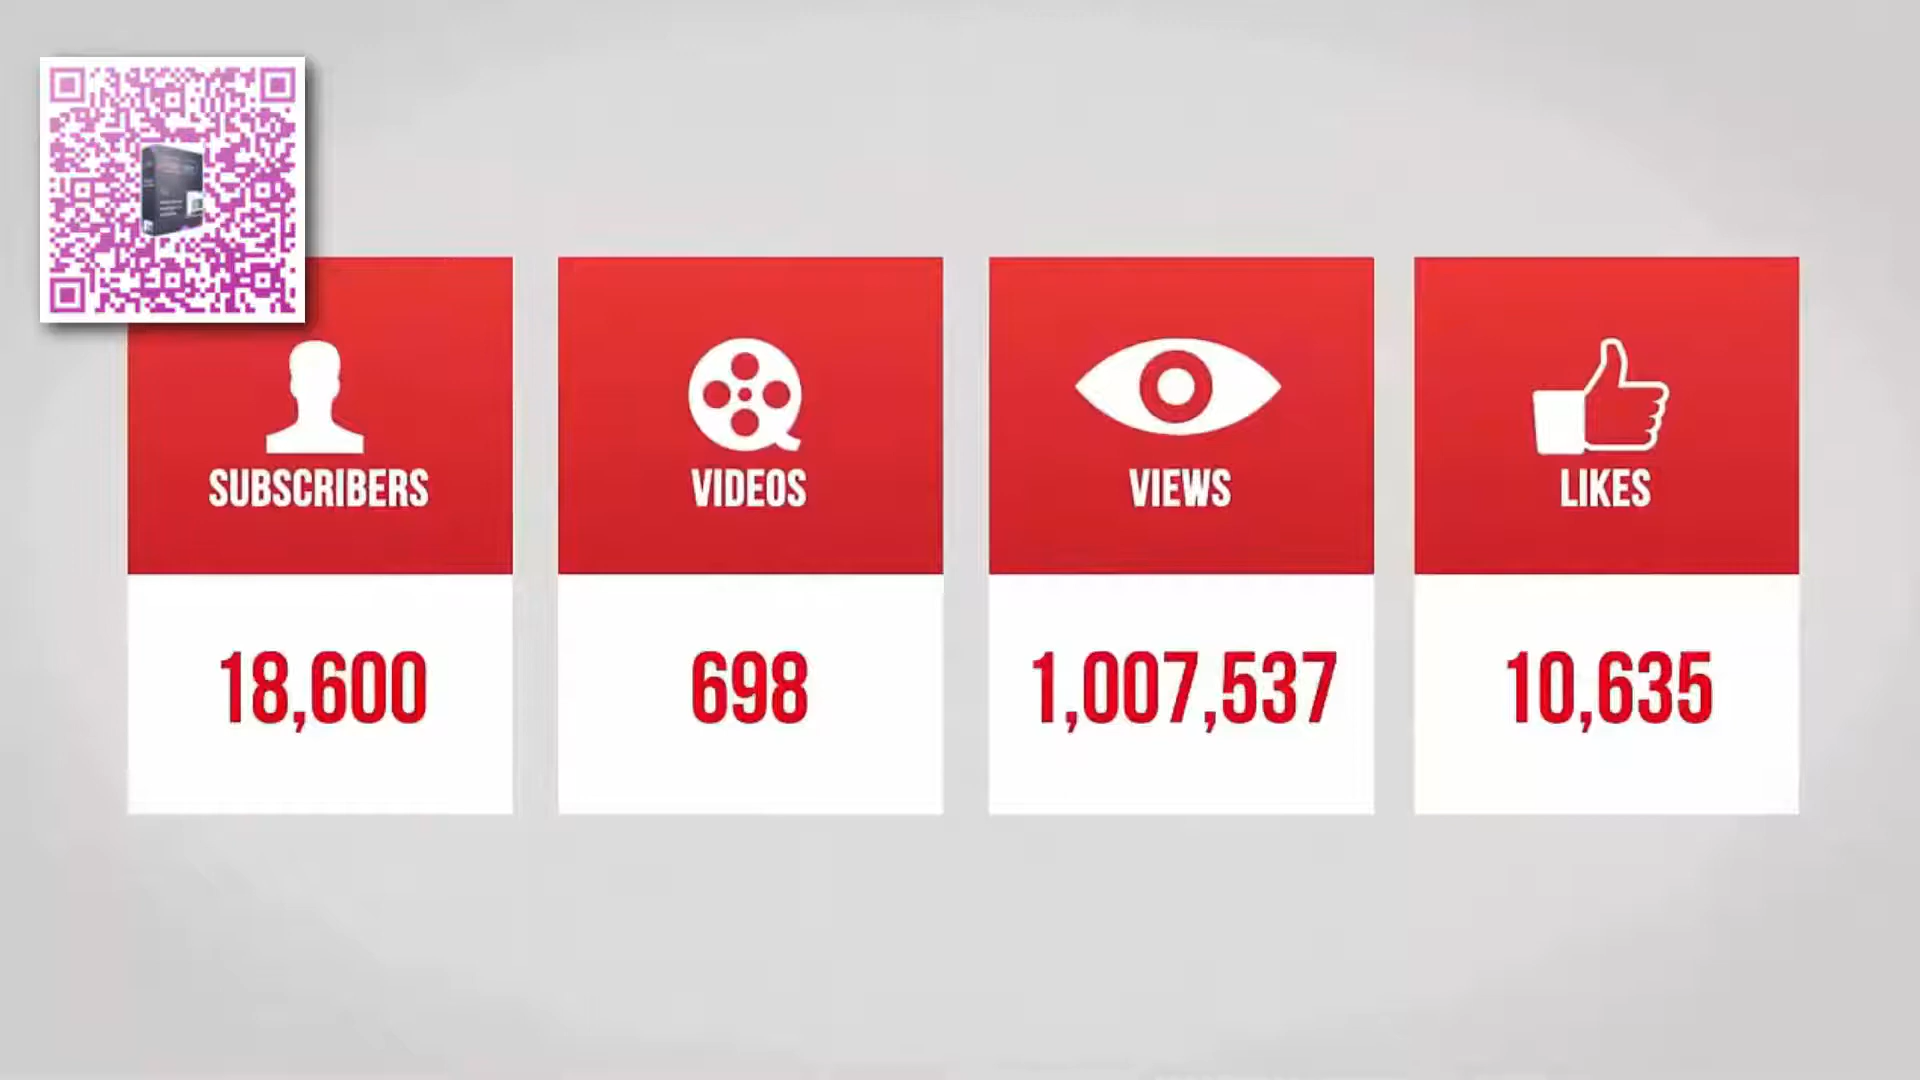 SUBSCRIBERS
18,600
VIDEOS
698
VIEWS
1,007,537
LIKES
10,635